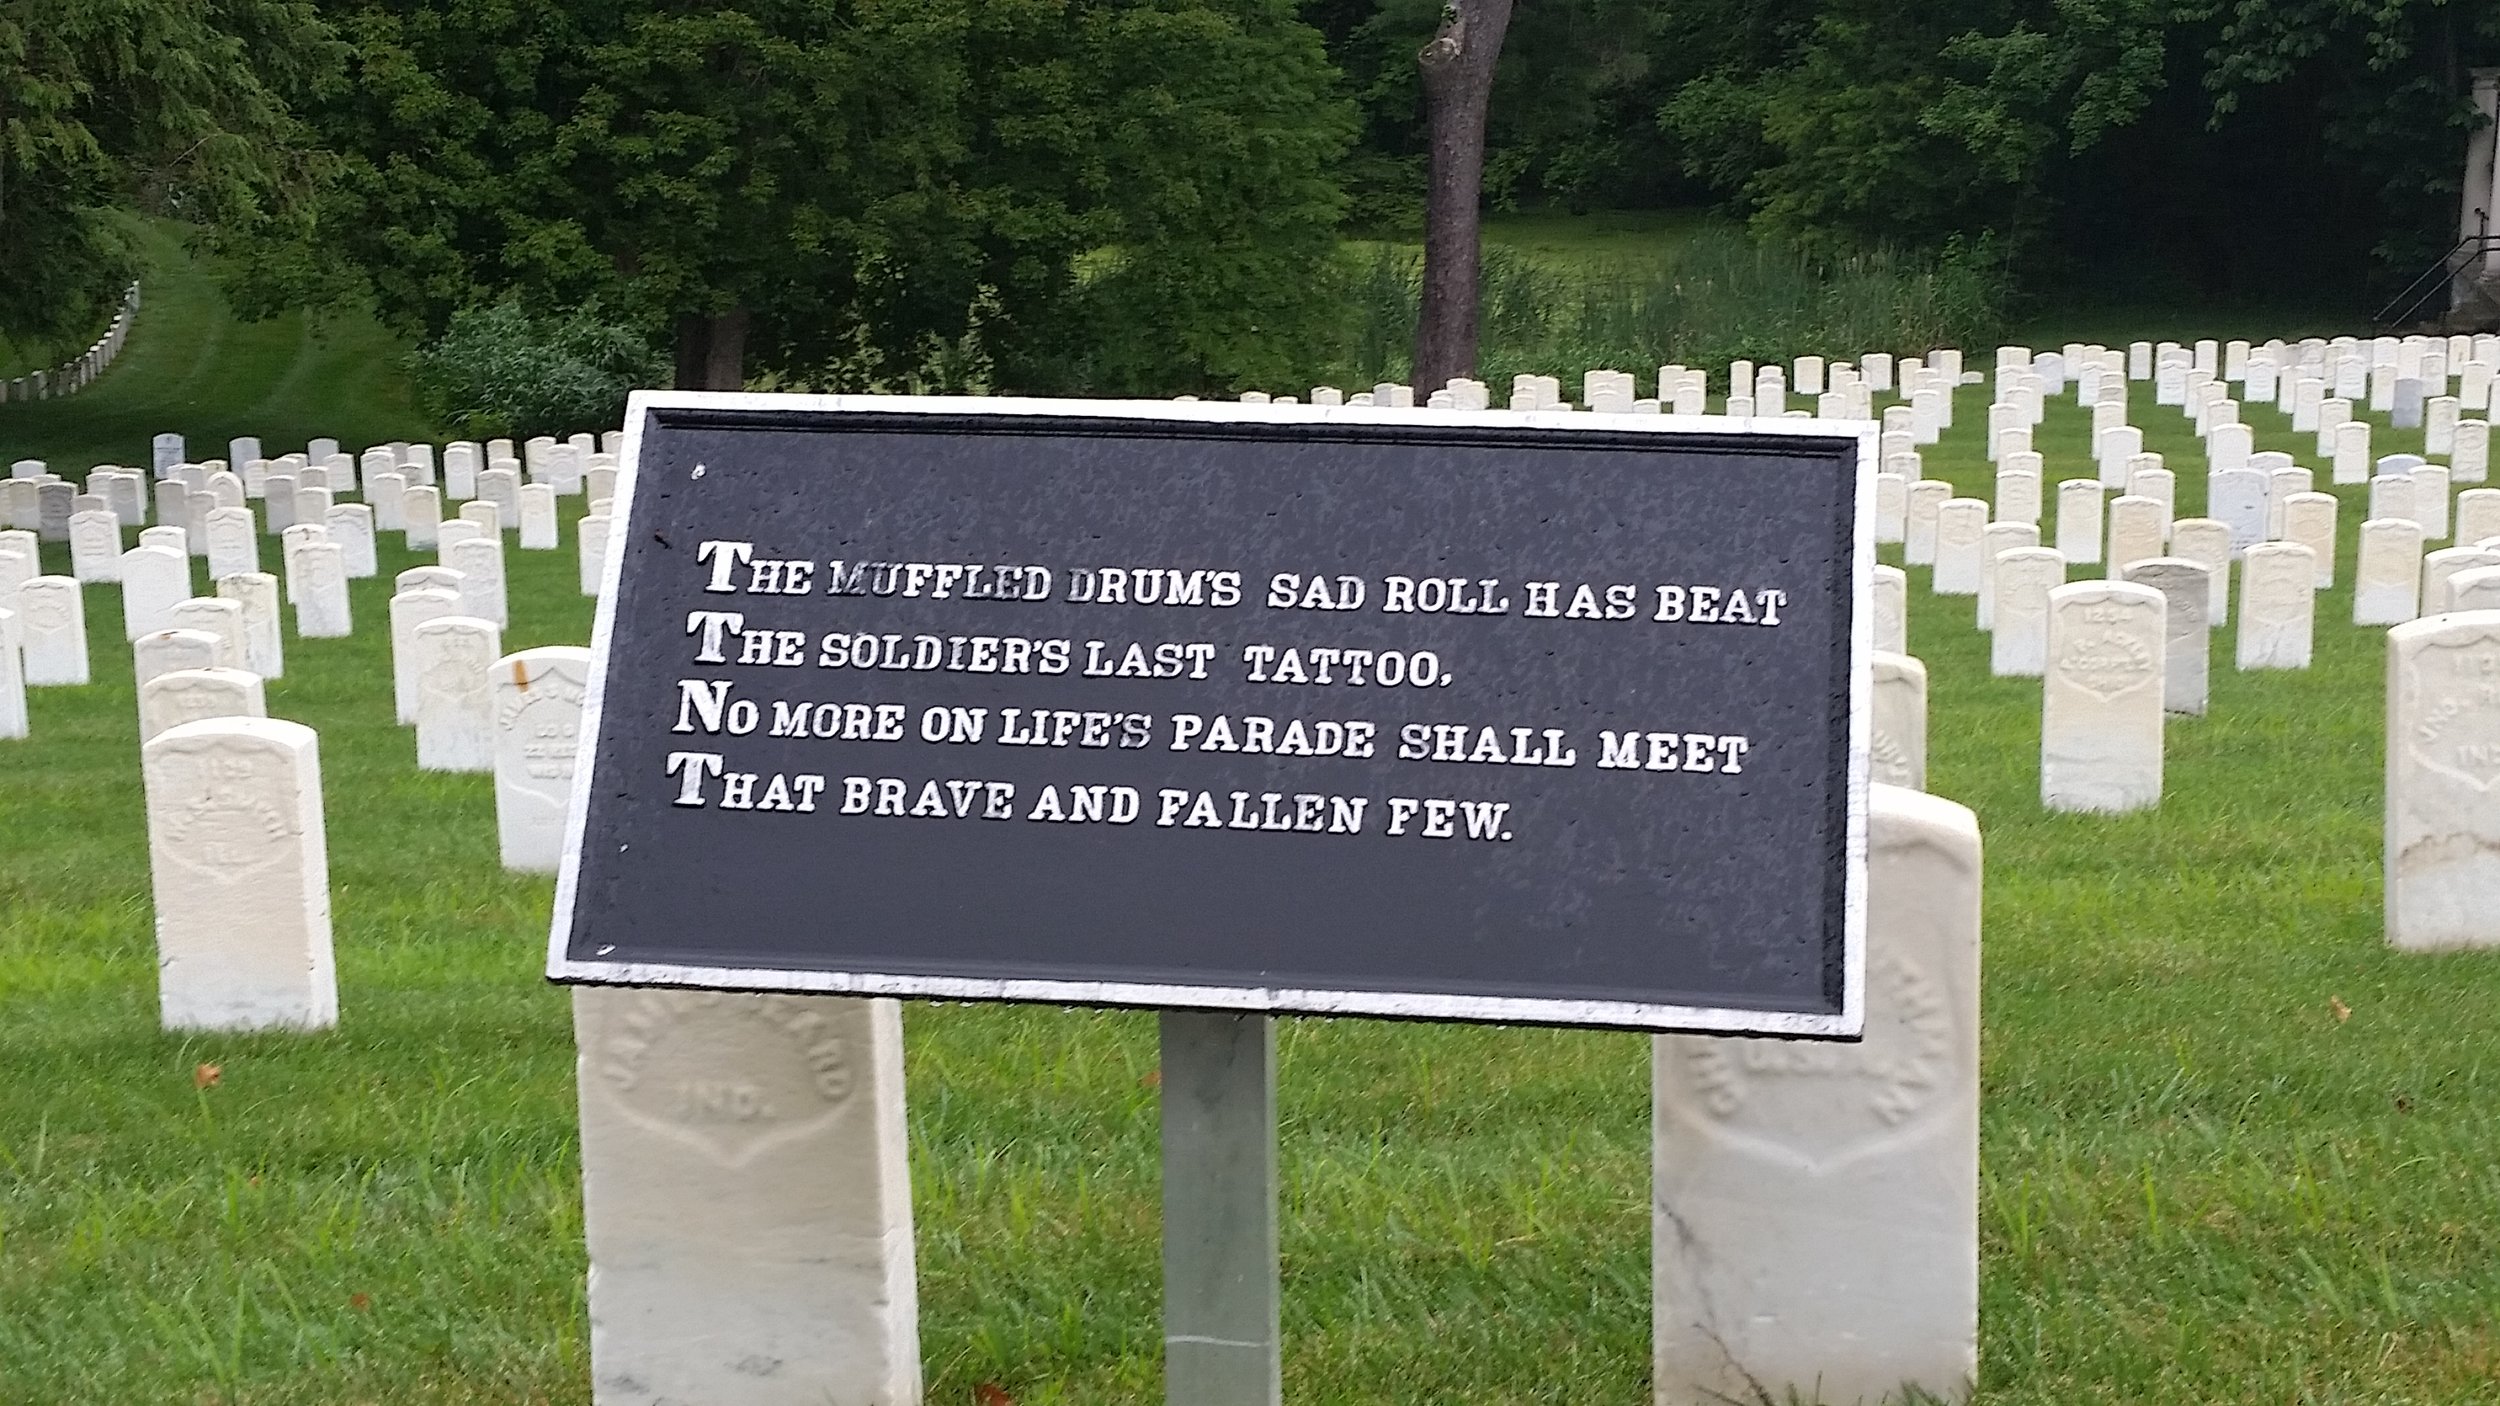 THE MUFFLED DRUM'S SAD ROLL HAS BEAT
THE SOLDIER'S LAST TATTOO,
NO MORE ON LIFE'S PARADE SHALL MEET
THAT BRAVE AND FALLEN FEW.
IND.